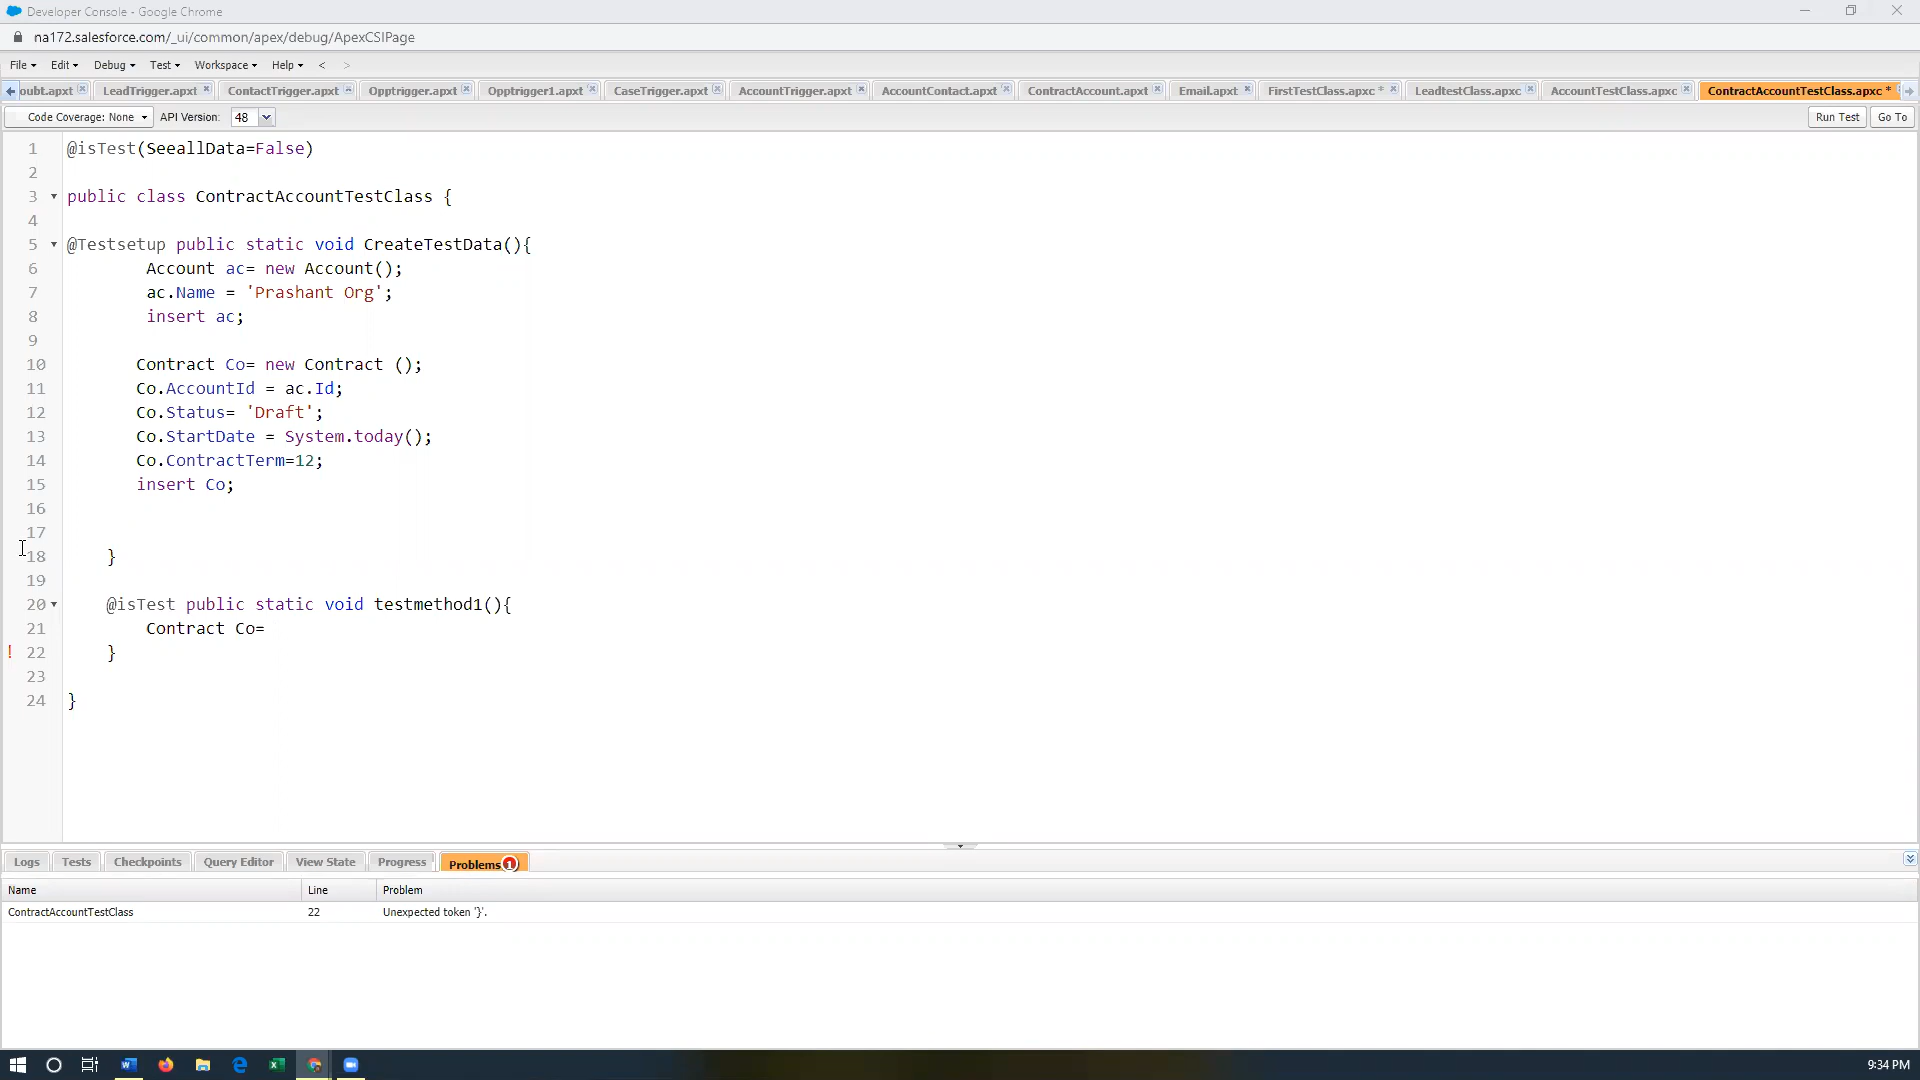 Developer Console - Google Chrome
na172.salesforce.com/_ui/common/apex/debug/ApexCSIPage
File Edit Debug Test Workspace Help < >
oubt.apxt LeadTrigger.apxt ContactTrigger.apxt Opptrigger.apxt Opptrigger1.apxt CaseTrigger.apxt AccountTrigger.apxt AccountContact.apxt ContractAccount.apxt Email.apxt FirstTestClass.apxc * LeadtestClass.apxc AccountTestClass.apxc ContractAccountTestClass.apxc *
Code Coverage: None API Version: 48 Run Test Go To
1 @isTest(SeeallData=False)
2
3 public class ContractAccountTestClass {
4
5 @Testsetup public static void CreateTestData(){
6 Account ac= new Account();
7 ac.Name = 'Prashant Org';
8 insert ac;
9
10 Contract Co= new Contract ();
11 Co.AccountId = ac.Id;
12 Co.Status= 'Draft';
13 Co.StartDate = System.today();
14 Co.ContractTerm=12;
15 insert Co;
16
17
18 }
19
20 @isTest public static void testmethod1(){
21 Contract Co=
! 22 }
23
24 }
Logs Tests Checkpoints Query Editor View State Progress Problems 1
Name Line Problem
ContractAccountTestClass 22 Unexpected token '}'.
9:34 PM